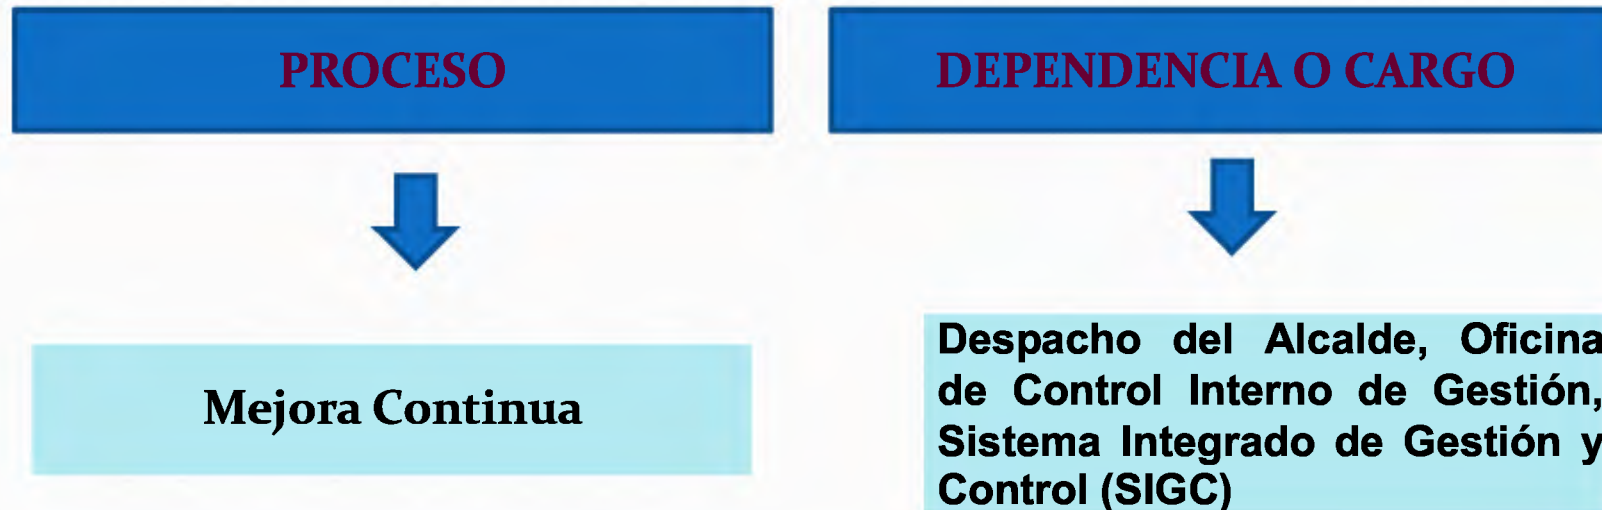 PROCESO
DEPENDENCIA O CARGO
Mejora Continua
Despacho del Alcalde, Oficina
de Control Interno de Gestión,
Sistema Integrado de Gestión y
Control (SIGC)